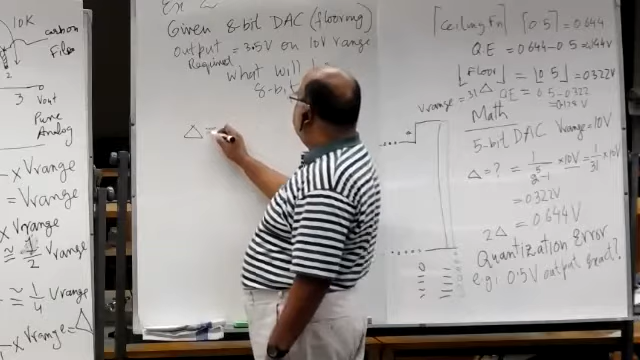 10K
carbon
Film
2
3
Vout
Pure
Analog
× Vrange
= Vrange
× Vrange
≅ 1/2 Vrange
≅ 1/4 Vrange
× Vrange = Δ
Ex 2
Given 8-bit DAC (flooring)
output = 3.5V on 10V range
Required
What will
8-bit
Δ =
[Ceiling Fn] ⌈0.5⌉ = 0.644
Q.E = 0.644 - 0.5 = 0.144V
⌊Floor⌋ = ⌊0.5⌋ = 0.322V
Vrange = 31Δ QE = 0.5 - 0.322
Math
5-bit DAC Vrange = 10V
Δ = ? = 1/(2^5-1) × 10V = 1/31 × 10V
= 0.322V
2Δ = 0.644V
Quantization Error
e.g. 0.5V output exact?